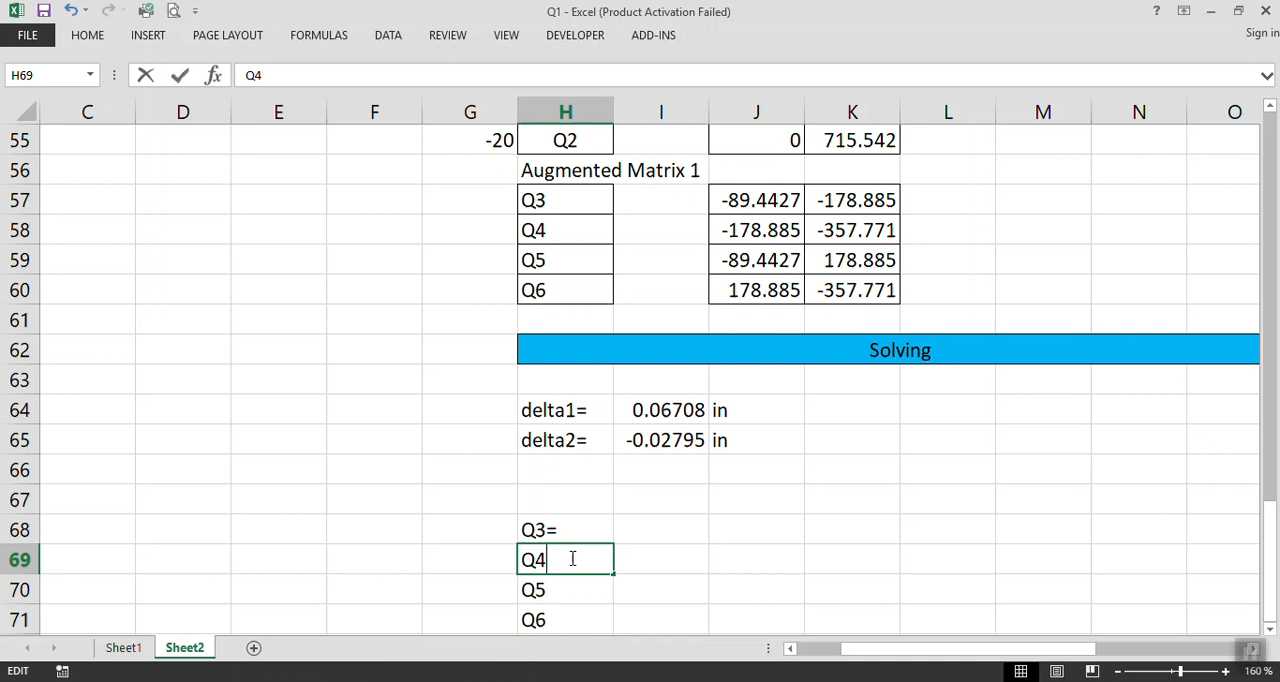 Q1 - Excel (Product Activation Failed)
?
FILE HOME INSERT PAGE LAYOUT FORMULAS DATA REVIEW VIEW DEVELOPER ADD-INS Sign in
H69 fx Q4
C D E F G H I J K L M N O
55 -20 Q2 0 715.542
56 Augmented Matrix 1
57 Q3 -89.4427 -178.885
58 Q4 -178.885 -357.771
59 Q5 -89.4427 178.885
60 Q6 178.885 -357.771
61
62 Solving
63
64 delta1= 0.06708 in
65 delta2= -0.02795 in
66
67
68 Q3=
69 Q4
70 Q5
71 Q6
Sheet1 Sheet2
EDIT 160 %